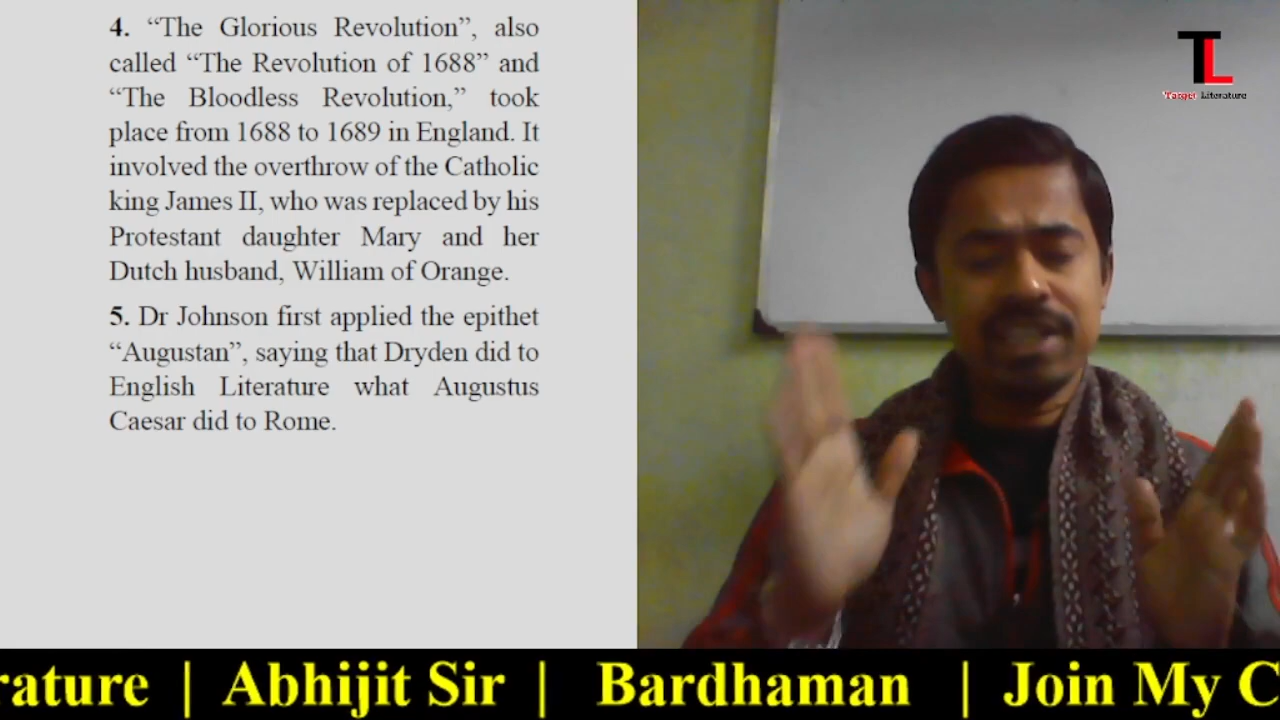 4. “The Glorious Revolution”, also
called “The Revolution of 1688” and
“The Bloodless Revolution,” took
place from 1688 to 1689 in England. It
involved the overthrow of the Catholic
king James II, who was replaced by his
Protestant daughter Mary and her
Dutch husband, William of Orange.
5. Dr Johnson first applied the epithet
“Augustan”, saying that Dryden did to
English Literature what Augustus
Caesar did to Rome.
TL
Target Literature
rature | Abhijit Sir | Bardhaman | Join My C